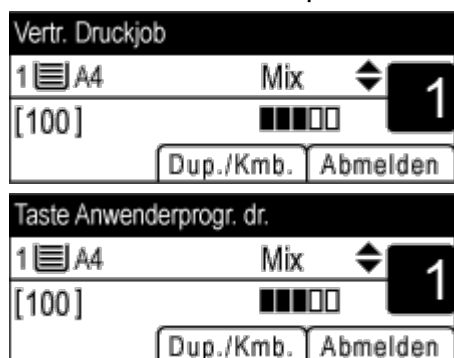 Vertr. Druckjob
1 A4 Mix 1
[100]
Dup./Kmb. Abmelden
Taste Anwenderprogr. dr.
1 A4 Mix 1
[100]
Dup./Kmb. Abmelden